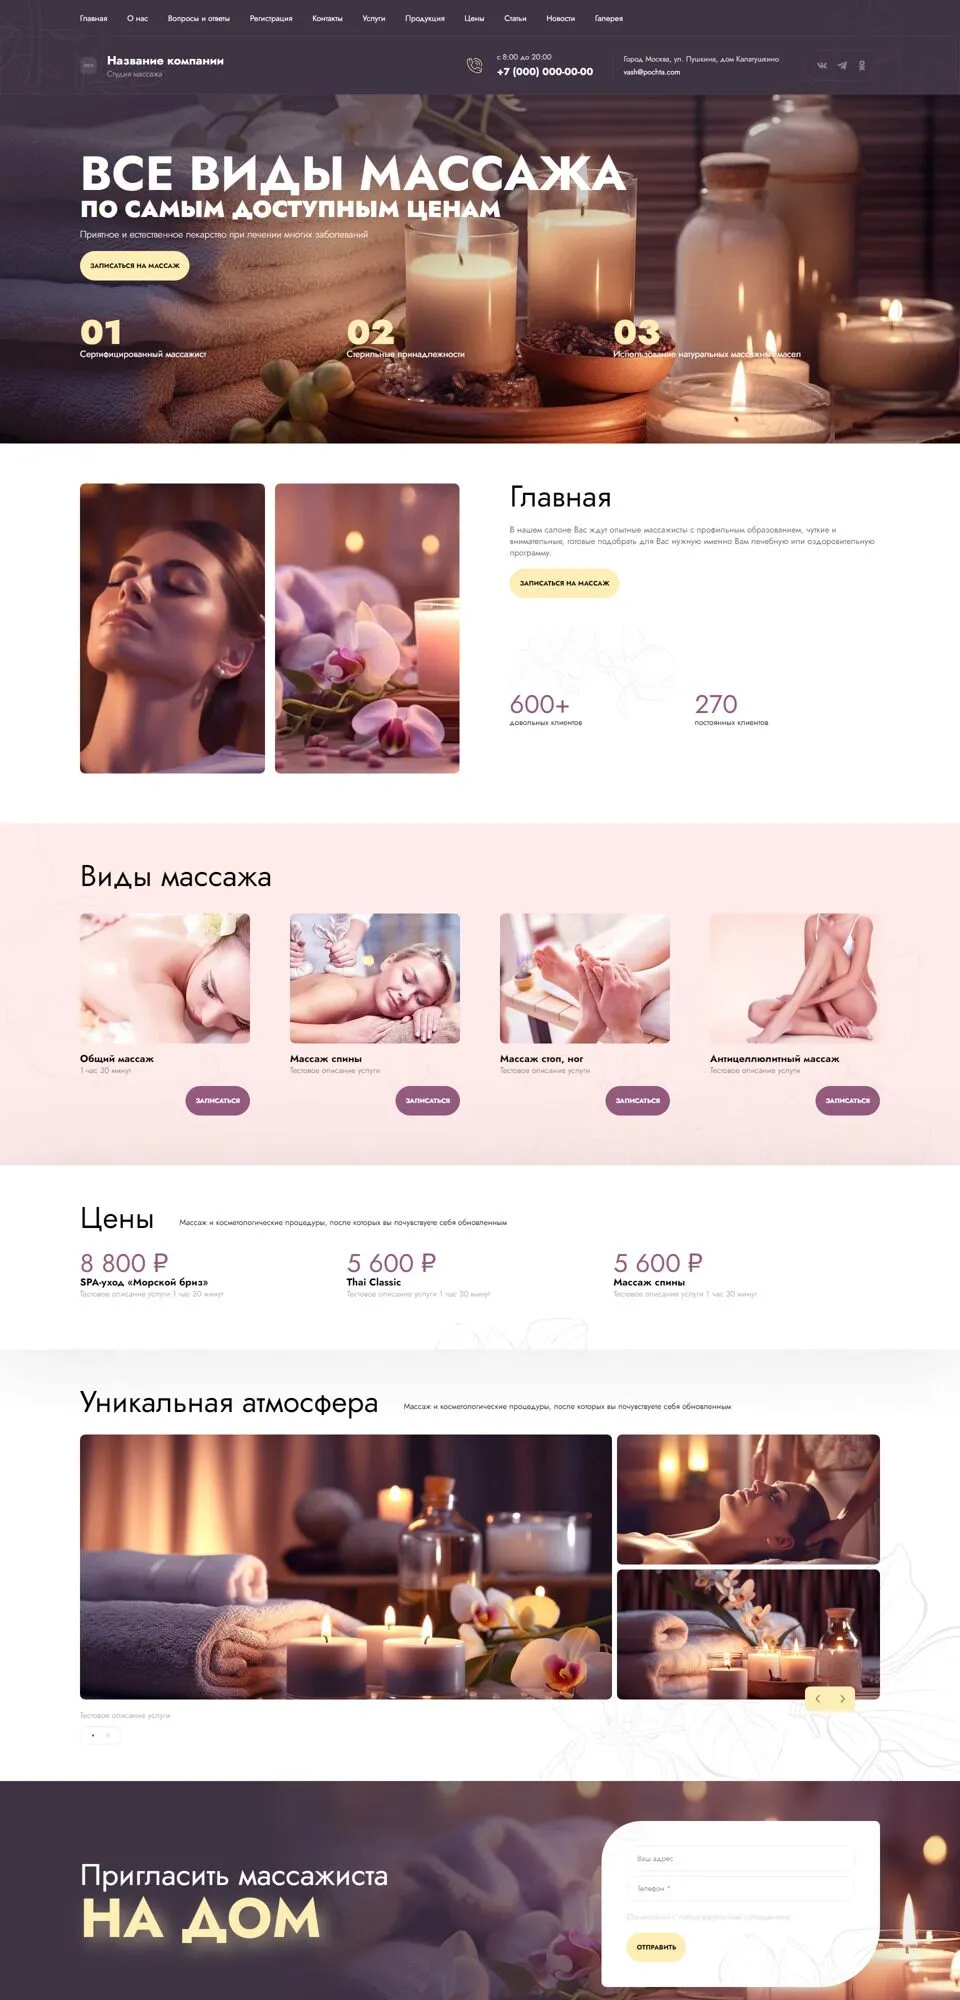 Главная О нас Вопросы и ответы Регистрация Контакты Услуги Продукция Цены Статьи Новости Галерея
Название компании
Студия массажа
с 8:00 до 20:00
+7 (000) 000-00-00
Город Москва, ул. Пушкина, дом Калатушкино
vash@pochta.com
ВСЕ ВИДЫ МАССАЖА
ПО САМЫМ ДОСТУПНЫМ ЦЕНАМ
Приятное и естественное лекарство при лечении многих заболеваний
ЗАПИСАТЬСЯ НА МАССАЖ
01 02 03
Сертифицированный массажист Стерильные принадлежности Использование натуральных массажных масел
Главная
В нашем салоне Вас ждут опытные массажисты с профильным образованием, чуткие и
внимательные, готовые подобрать для Вас нужную именно Вам лечебную или оздоровительную
программу.
ЗАПИСАТЬСЯ НА МАССАЖ
600+ 270
довольных клиентов постоянных клиентов
Виды массажа
Общий массаж Массаж спины Массаж стоп, ног Антицеллюлитный массаж
1 час 30 минут Тестовое описание услуги Тестовое описание услуги Тестовое описание услуги
ЗАПИСАТЬСЯ ЗАПИСАТЬСЯ ЗАПИСАТЬСЯ ЗАПИСАТЬСЯ
Цены Массаж и косметологические процедуры, после которых вы почувствуете себя обновленным
8 800 ₽ 5 600 ₽ 5 600 ₽
SPA-уход «Морской бриз» Thai Classic Массаж спины
Тестовое описание услуги 1 час 30 минут Тестовое описание услуги 1 час 30 минут Тестовое описание услуги 1 час 30 минут
Уникальная атмосфера Массаж и косметологические процедуры, после которых вы почувствуете себя обновленным
Тестовое описание услуги
Пригласить массажиста
НА ДОМ
Ваш адрес
Телефон *
Ознакомлен с пользовательским соглашением
ОТПРАВИТЬ